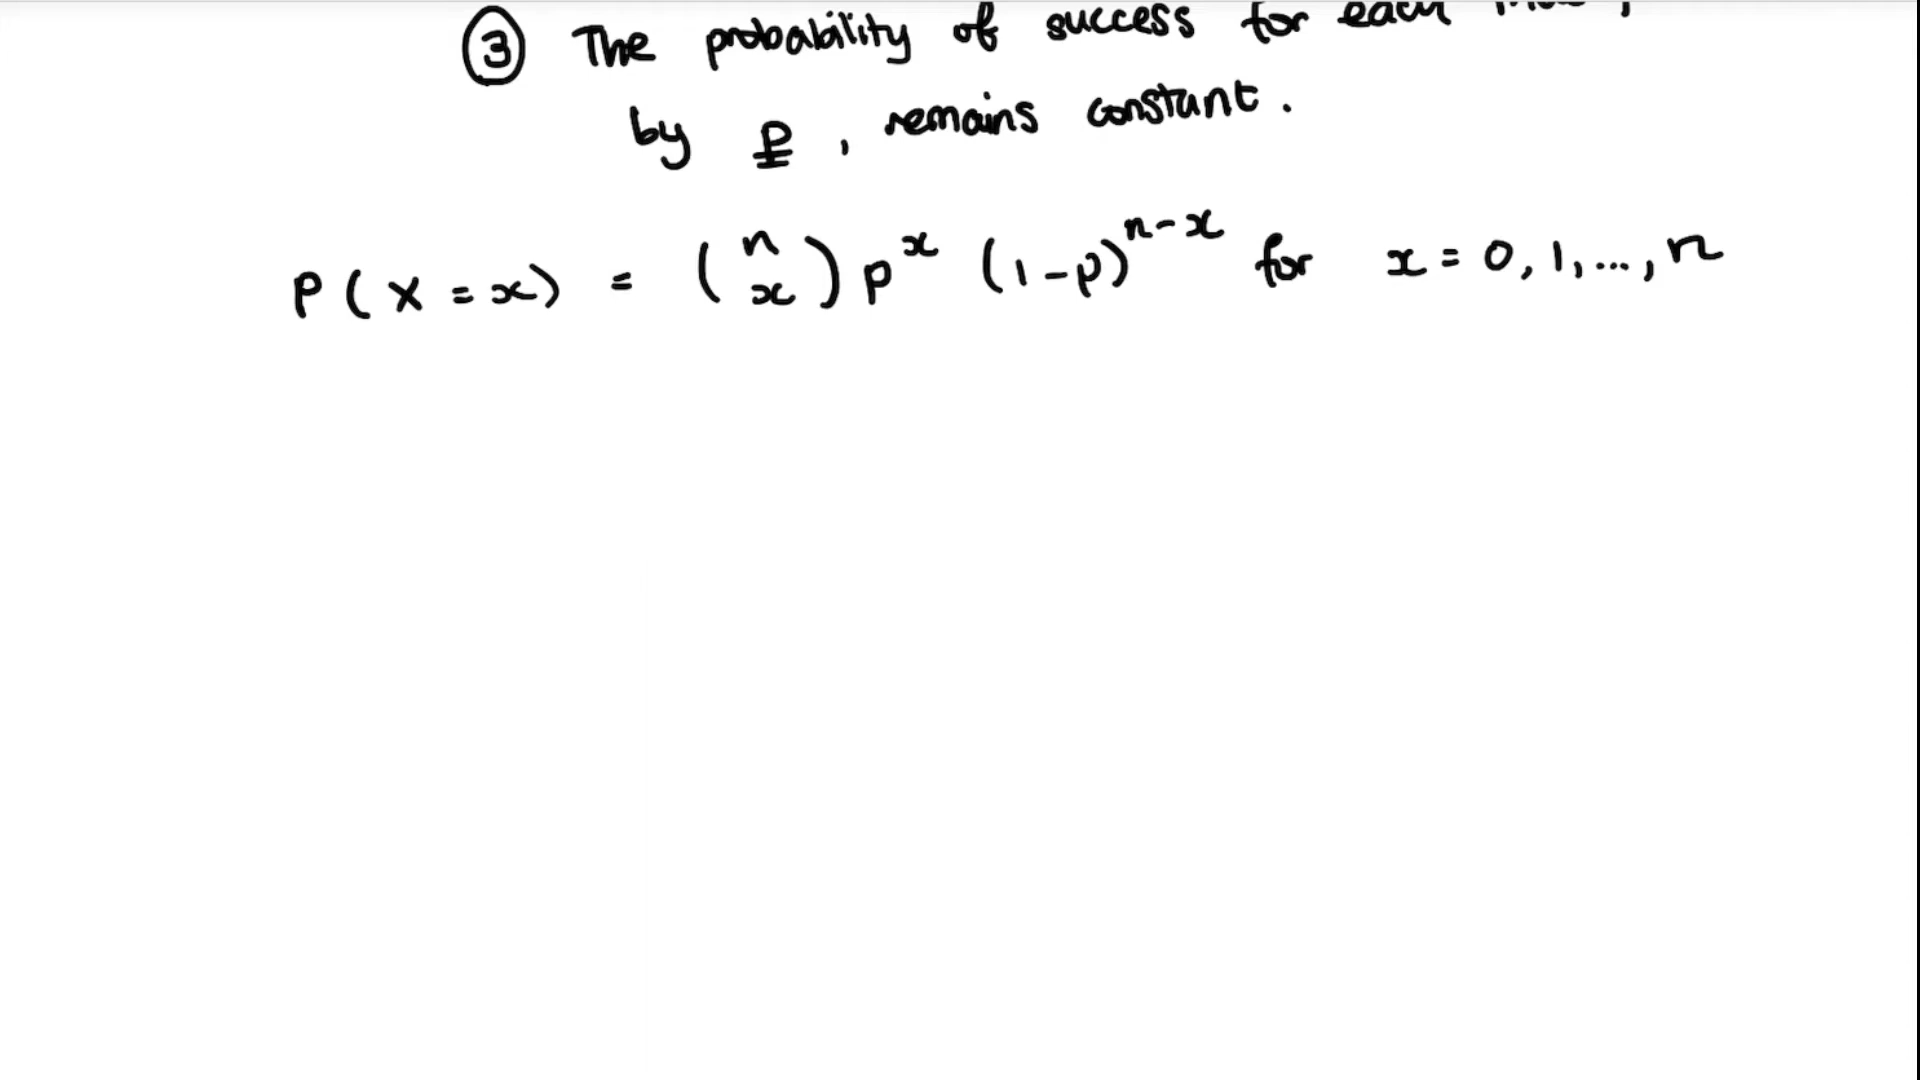 ③ The probability of success for each
by p, remains constant.
P(X = x) = (n x) p^x (1-p)^{n-x} for x = 0, 1, ..., n